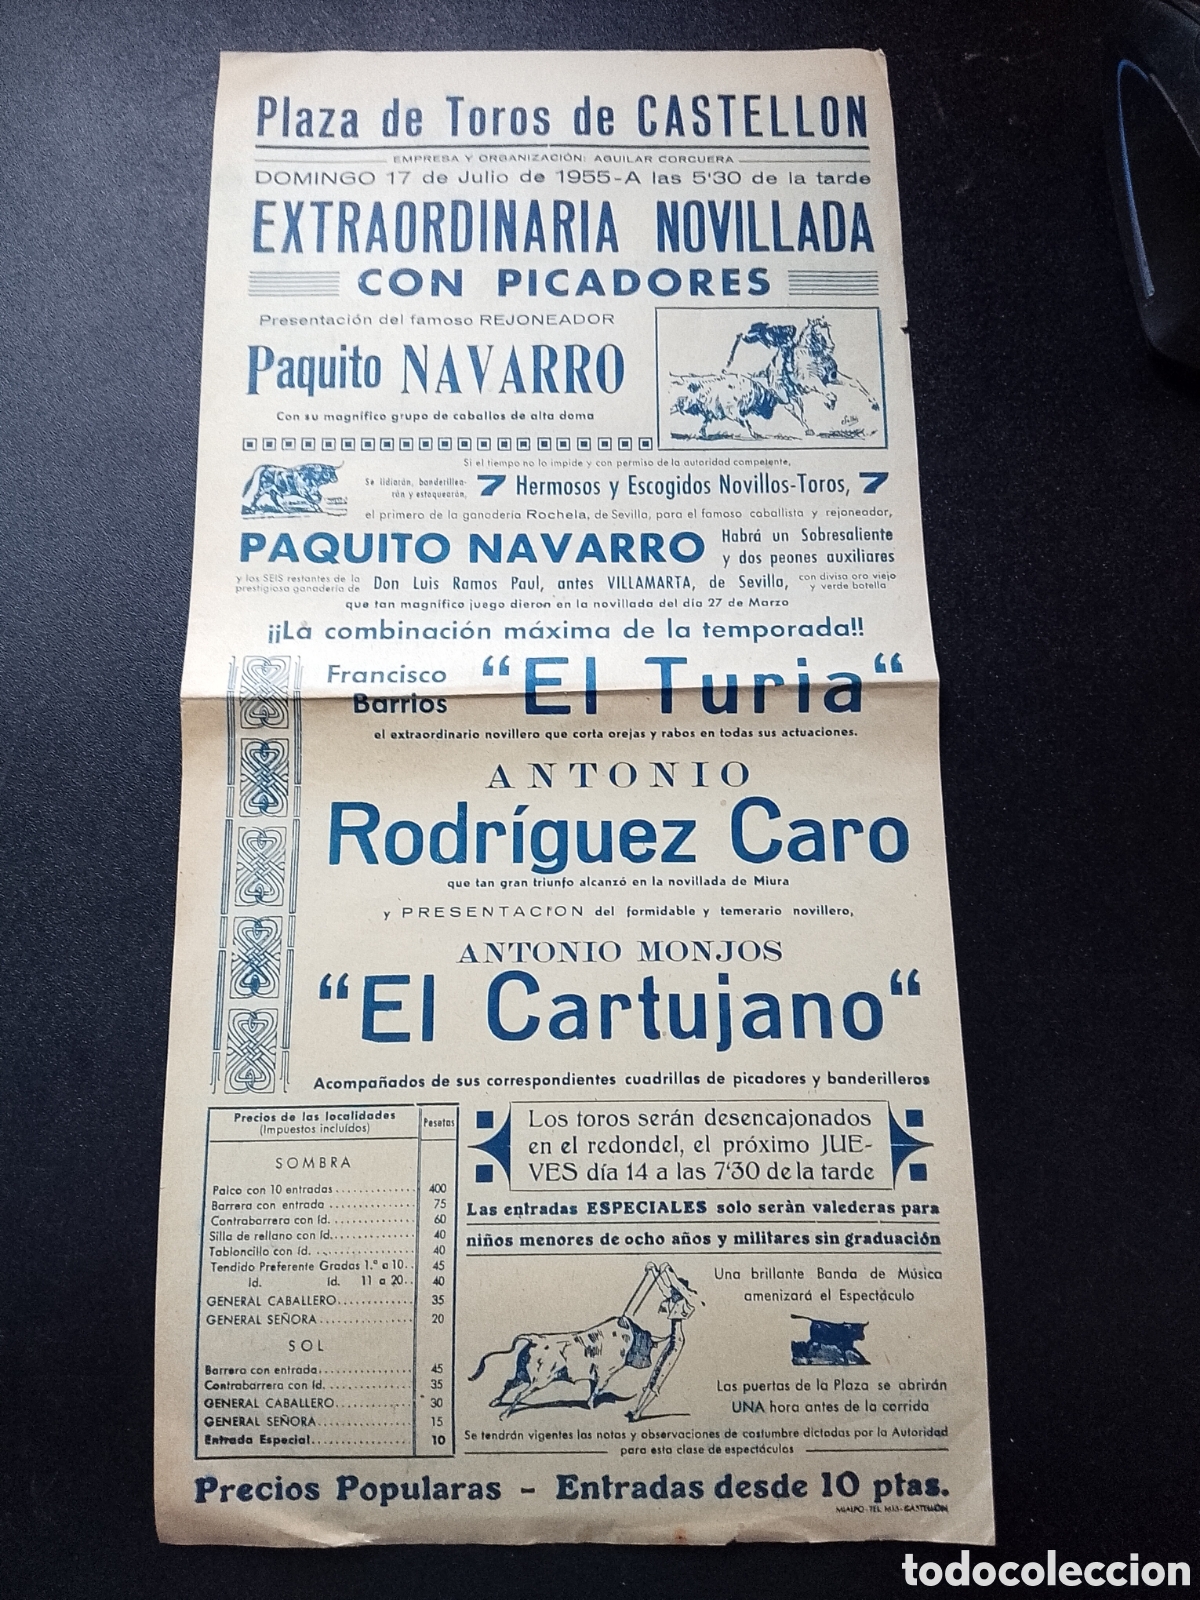 Plaza de Toros de CASTELLON
EMPRESA Y ORGANIZACIÓN: AGUILAR CORCUERA
DOMINGO 17 de Julio de 1955 - A las 5'30 de la tarde
EXTRAORDINARIA NOVILLADA
CON PICADORES
Presentación del famoso REJONEADOR
Paquito NAVARRO
Con su magnífico grupo de caballos de alta doma
Si el tiempo no lo impide y con permiso de la autoridad competente,
Se lidiarán, banderillea-
rán y estoquearán,
7 Hermosos y Escogidos Novillos-Toros, 7
el primero de la ganadería Rochela, de Sevilla, para el famoso caballista y rejoneador,
PAQUITO NAVARRO
Habrá un Sobresaliente
y dos peones auxiliares
y los SEIS restantes de la
prestigiosa ganadería de
Don Luis Ramos Paul, antes VILLAMARTA, de Sevilla,
con divisa oro viejo
y verde botella
que tan magnífico juego dieron en la novillada del día 27 de Marzo
¡¡La combinación máxima de la temporada!!
Francisco
Barrios
“El Turia“
el extraordinario novillero que corta orejas y rabos en todas sus actuaciones.
ANTONIO
Rodríguez Caro
que tan gran triunfo alcanzó en la novillada de Miura
y PRESENTACION del formidable y temerario novillero,
ANTONIO MONJOS
“El Cartujano“
Acompañados de sus correspondientes cuadrillas de picadores y banderilleros
Precios de las localidades
(Impuestos incluídos)
Pesetas
SOMBRA
Palco con 10 entradas 400
Barrera con entrada 75
Contrabarrera con íd. 60
Silla de rellano con íd. 40
Tabloncillo con íd. 40
Tendido Preferente Gradas 1.ª a 10 45
Id. Id. 11 a 20 40
GENERAL CABALLERO 35
GENERAL SEÑORA 20
SOL
Barrera con entrada 45
Contrabarrera con íd. 35
GENERAL CABALLERO 30
GENERAL SEÑORA 15
Entrada Especial 10
Los toros serán desencajonados
en el redondel, el próximo JUE-
VES día 14 a las 7'30 de la tarde
Las entradas ESPECIALES solo seràn valederas para
niños menores de ocho años y militares sin graduación
Una brillante Banda de Música
amenizará el Espectáculo
Las puertas de la Plaza se abrirán
UNA hora antes de la corrida
Se tendrán vigentes las notas y observaciones de costumbre dictadas por la Autoridad
para esta clase de espectáculos
Precios Populares - Entradas desde 10 ptas.
MIALPO - TEL. - CASTELLÓN
todocoleccion